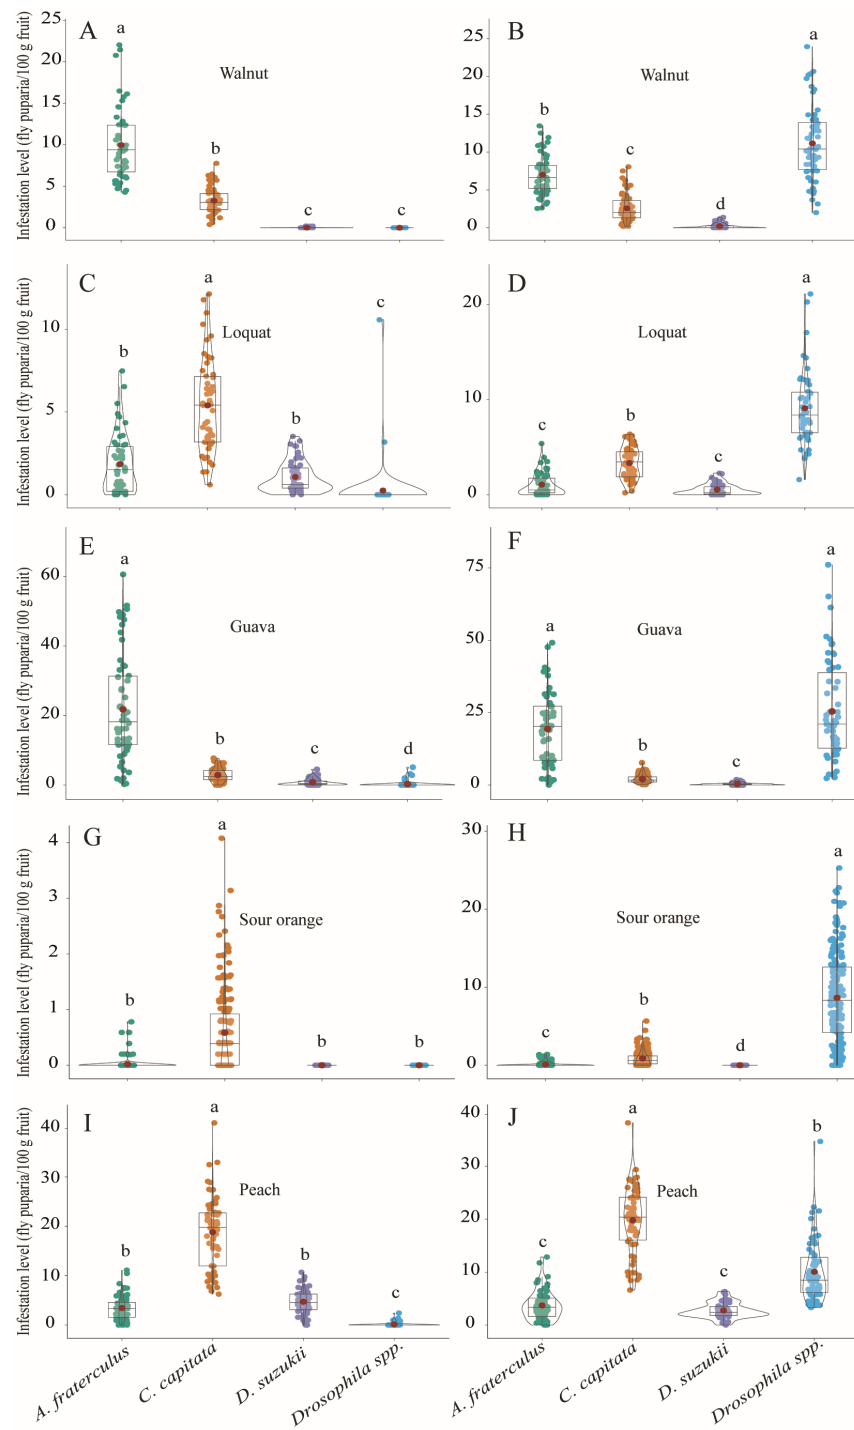 A
Walnut
Infestation level (fly puparia/100 g fruit)
25
20
15
10
5
0
a
b
c
c
B
Walnut
25
20
15
10
5
0
b
c
d
a
C
Loquat
Infestation level (fly puparia/100 g fruit)
10
5
0
b
a
b
c
D
Loquat
20
10
0
c
b
c
a
E
Guava
Infestation level (fly puparia/100 g fruit)
60
40
20
0
a
b
c
d
F
Guava
75
50
25
0
a
b
c
a
G
Sour orange
Infestation level (fly puparia/100 g fruit)
4
3
2
1
0
b
a
b
b
H
Sour orange
30
20
10
0
c
b
d
a
I
Peach
Infestation level (fly puparia/100 g fruit)
40
30
20
10
0
b
a
b
c
J
Peach
40
30
20
10
0
c
a
c
b
A. fraterculus
C. capitata
D. suzukii
Drosophila spp.
A. fraterculus
C. capitata
D. suzukii
Drosophila spp.